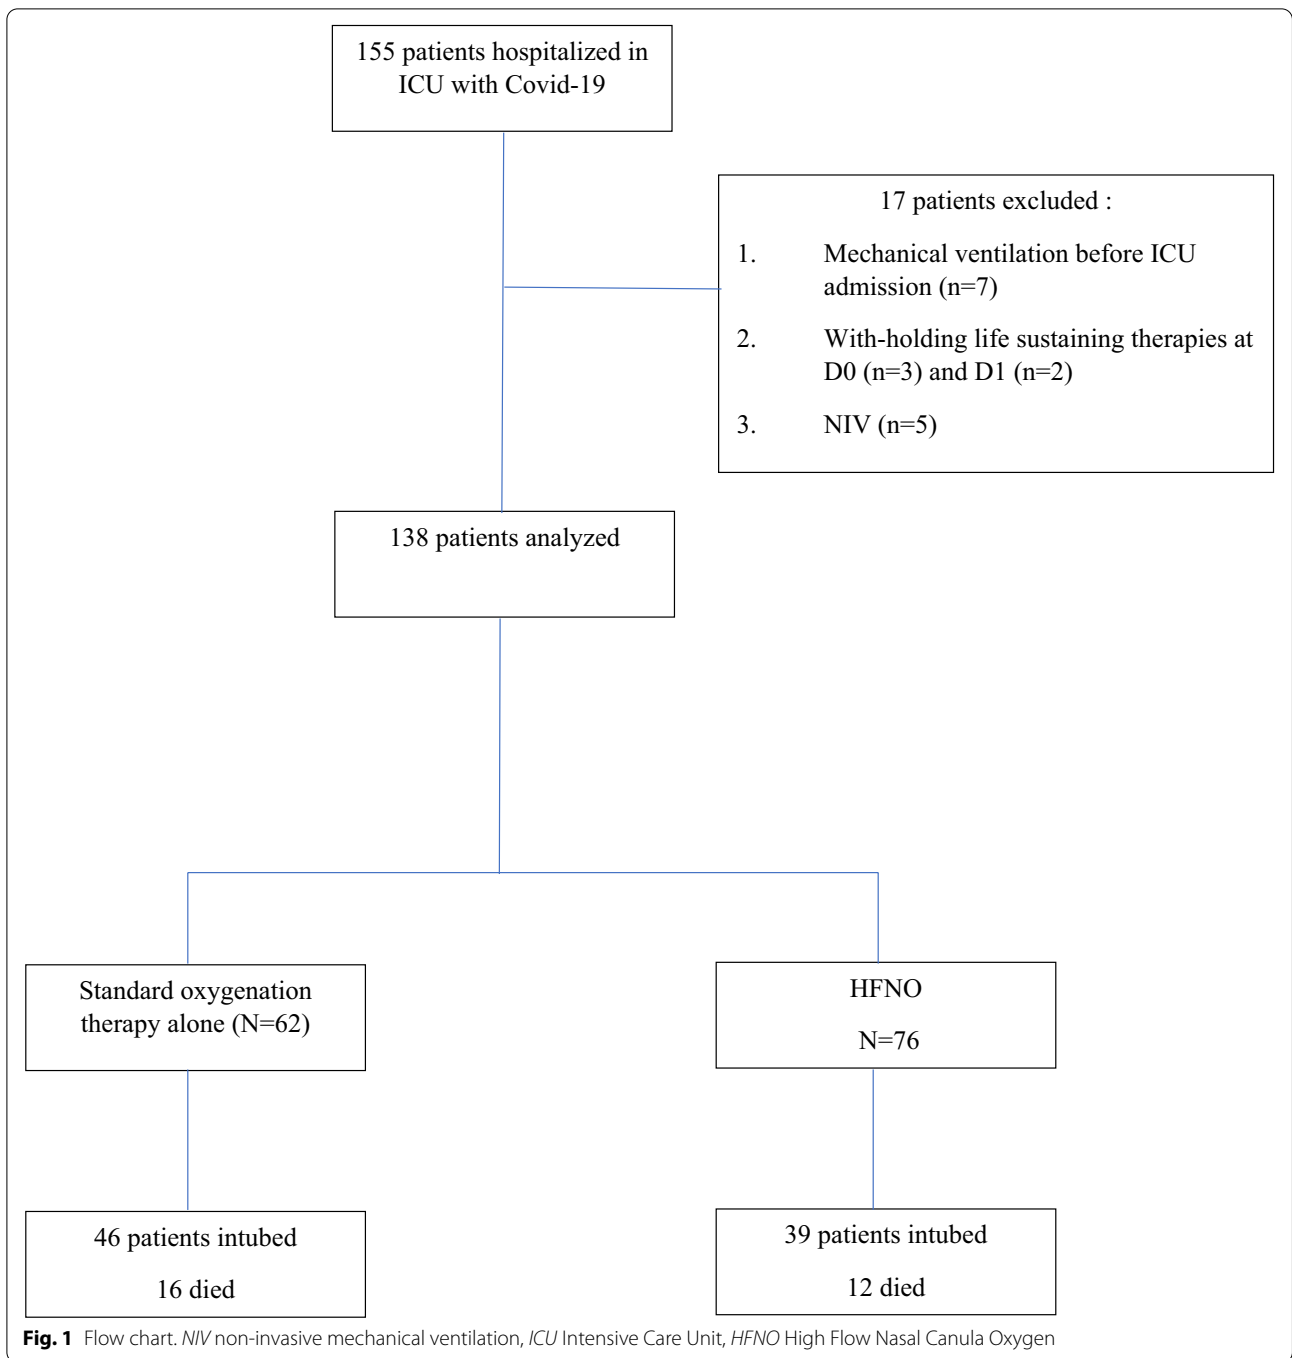 155 patients hospitalized in
ICU with Covid-19
17 patients excluded :
1. Mechanical ventilation before ICU
admission (n=7)
2. With-holding life sustaining therapies at
D0 (n=3) and D1 (n=2)
3. NIV (n=5)
138 patients analyzed
Standard oxygenation
therapy alone (N=62)
HFNO
N=76
46 patients intubed
16 died
39 patients intubed
12 died
Fig. 1 Flow chart. NIV non-invasive mechanical ventilation, ICU Intensive Care Unit, HFNO High Flow Nasal Canula Oxygen